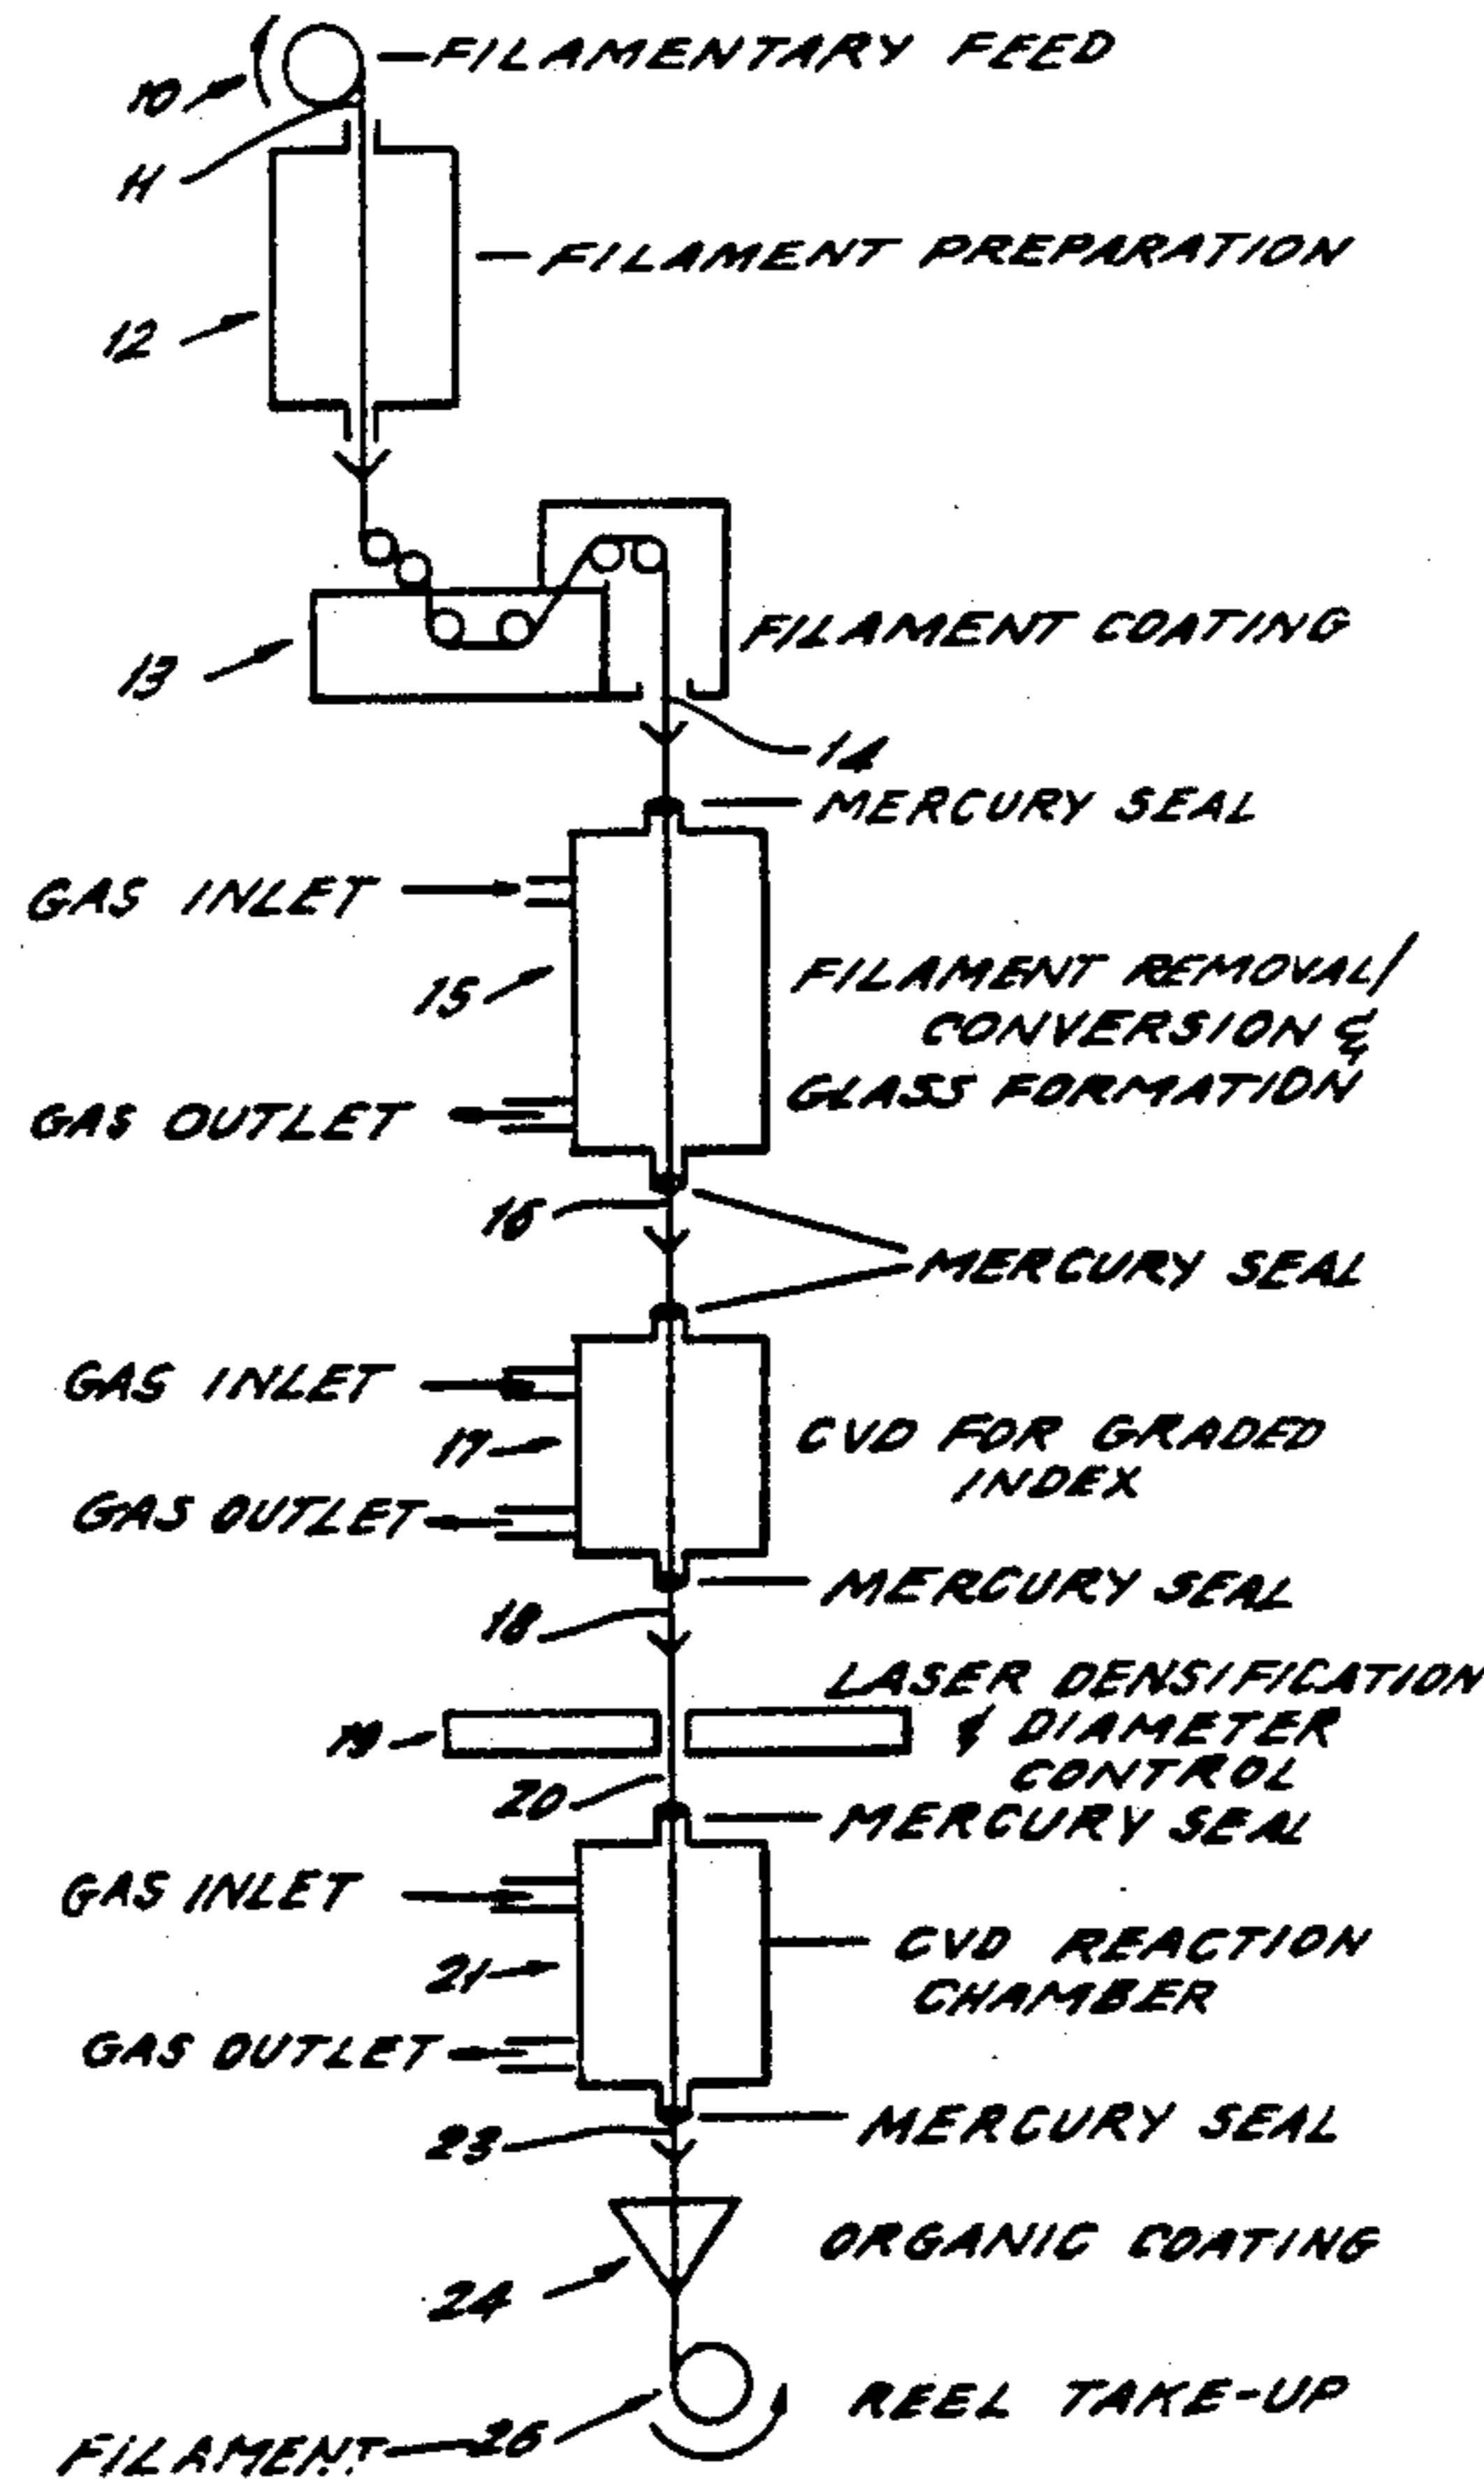 FILAMENTARY FEED
10
11
FILAMENT PREPARATION
12
FILAMENT COATING
13
14
MERCURY SEAL
GAS INLET
FILAMENT REMOVAL/
15
CONVERSION &
GLASS FORMATION
GAS OUTLET
16
MERCURY SEAL
GAS INLET
CVD FOR GRADED
17
INDEX
GAS OUTLET
MERCURY SEAL
18
LASER DENSIFICATION
19
& DIAMETER
CONTROL
20
MERCURY SEAL
GAS INLET
CVD REACTION
21
CHAMBER
GAS OUTLET
MERCURY SEAL
23
ORGANIC COATING
24
REEL TAKE-UP
FILAMENT 26